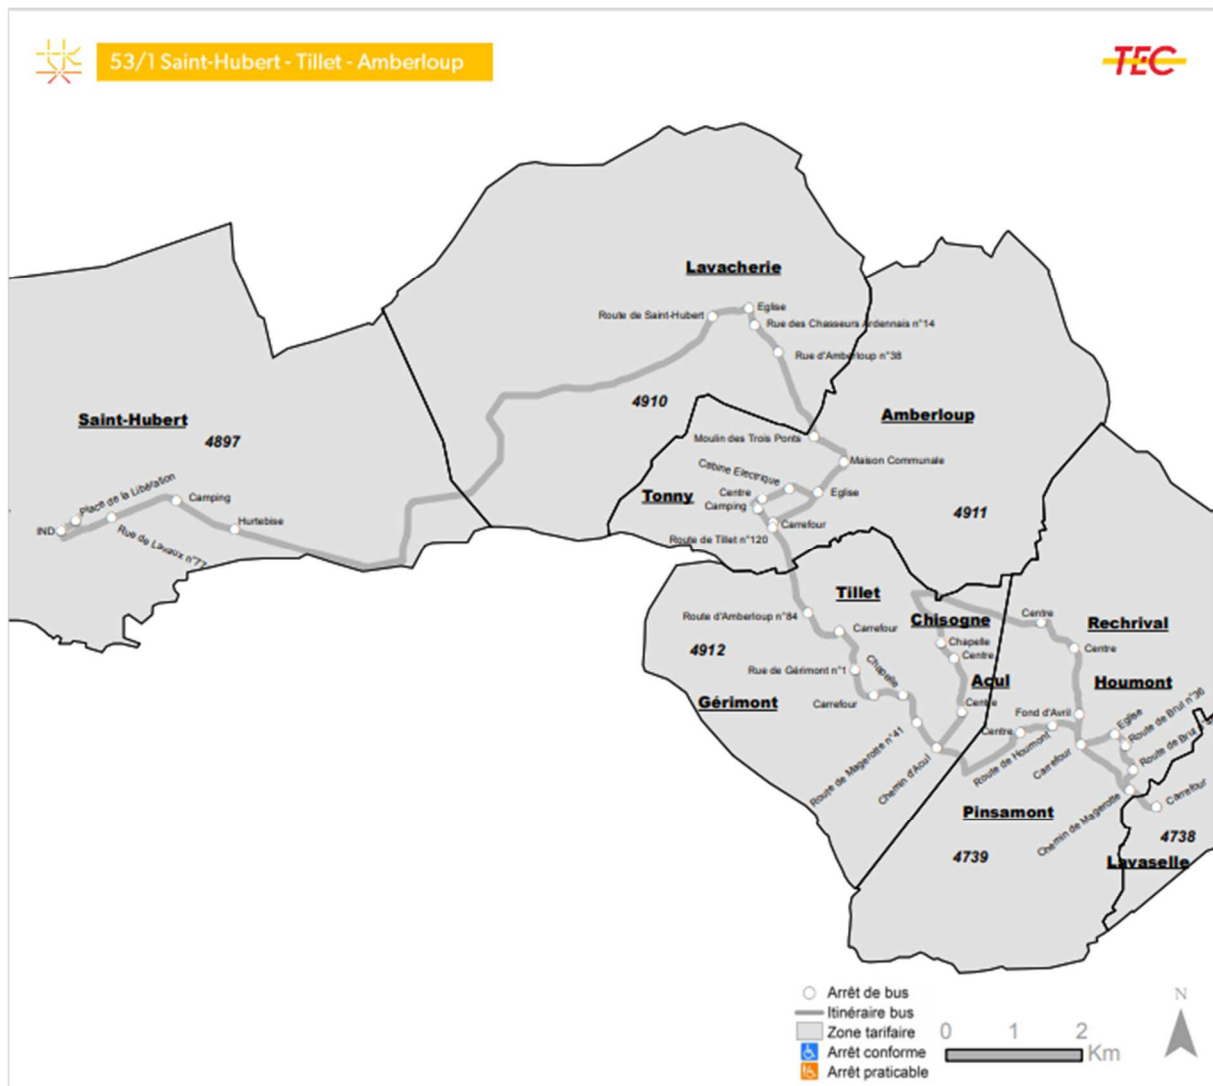 53/1 Saint-Hubert - Tillet - Amberloup
TEC
Lavacherie
Eglise
Route de Saint-Hubert
Rue des Chasseurs Ardennais n°14
Rue d'Amberloup n°38
4910
Saint-Hubert
4897
Amberloup
Moulin des Trois Ponts
Maison Communale
Cabine Electrique
Place de la Libération
Camping
Tonny
Centre
Eglise
Camping
4911
IND
Hurtebise
Carrefour
Rue de Lavaux n°77
Route de Tillet n°120
Tillet
Route d'Amberloup n°84
Chisogne
Centre
Rechrival
Carrefour
Chapelle
Centre
4912
Centre
Rue de Gérimont n°1
Chapelle
Acul
Houmont
Gérimont
Carrefour
Centre
Fond d'Avril
Eglise
Route de Brul n°36
Centre
Route de Houmont
Carrefour
Route de Brul n°
Route de Magerotte n°41
Chemin d'Acul
Carrefour
Chemin de Magerotte
Pinsamont
4739
4738
Lavaselle
Arrêt de bus
Itinéraire bus
Zone tarifaire
Arrêt conforme
Arrêt praticable
0 1 2
Km
N